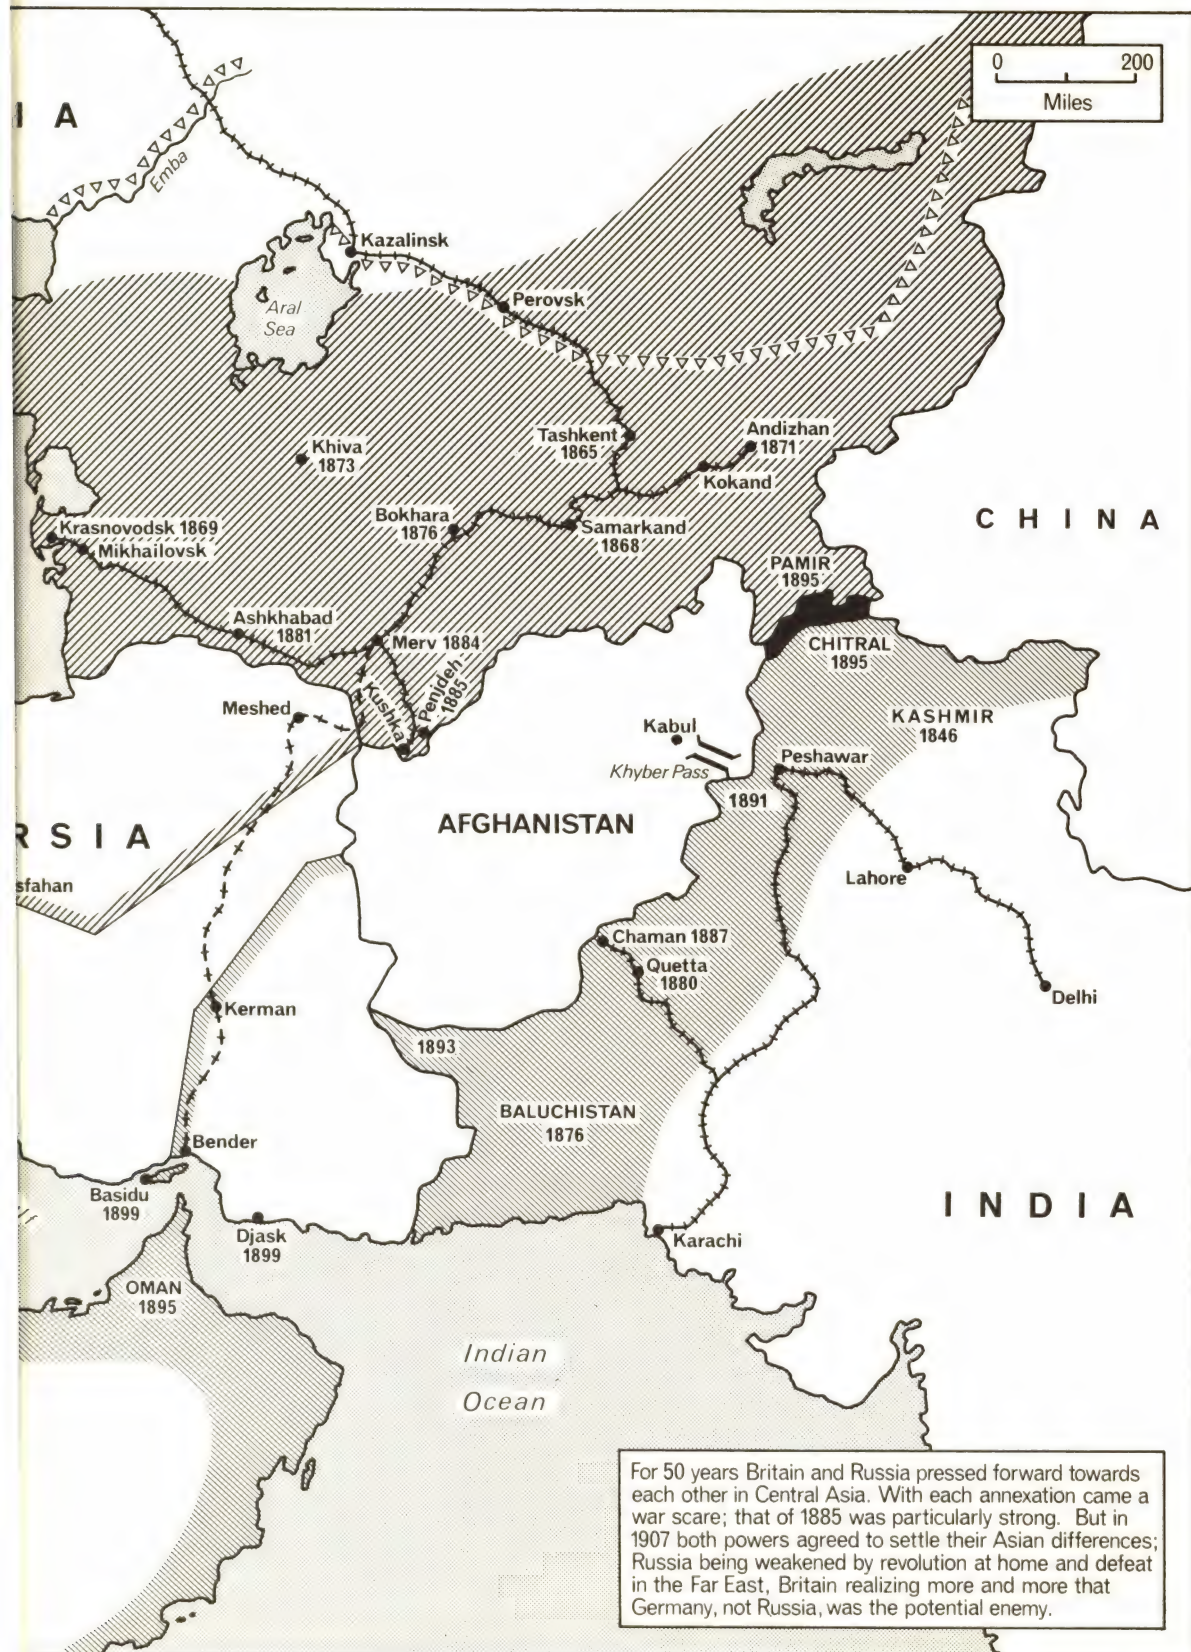 0 200
Miles
I A
Emba
Kazalinsk
Aral
Sea
Perovsk
Khiva
1873
Tashkent
1865
Andizhan
1871
Kokand
CHINA
Krasnovodsk 1869
Mikhailovsk
Bokhara
1876
Samarkand
1868
PAMIR
1895
Ashkhabad
1881
Merv 1884
CHITRAL
1895
Kushka
Penjdeh
1885
Meshed
KASHMIR
1846
Kabul
Khyber Pass
Peshawar
1891
RSIA
AFGHANISTAN
sfahan
Lahore
Chaman 1887
Quetta
1880
Delhi
Kerman
1893
BALUCHISTAN
1876
Bender
Basidu
1899
INDIA
Djask
1899
Karachi
OMAN
1895
Indian
Ocean
For 50 years Britain and Russia pressed forward towards
each other in Central Asia. With each annexation came a
war scare; that of 1885 was particularly strong. But in
1907 both powers agreed to settle their Asian differences;
Russia being weakened by revolution at home and defeat
in the Far East, Britain realizing more and more that
Germany, not Russia, was the potential enemy.